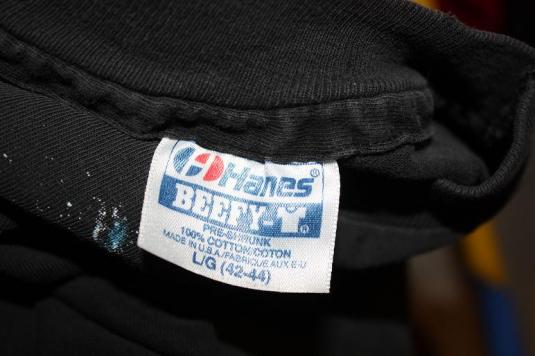 Hanes®
BEEFY-T®
PRE-SHRUNK
100% COTTON/COTON
MADE IN U.S.A./FABRIQUE AUX E-U
L/G (42-44)